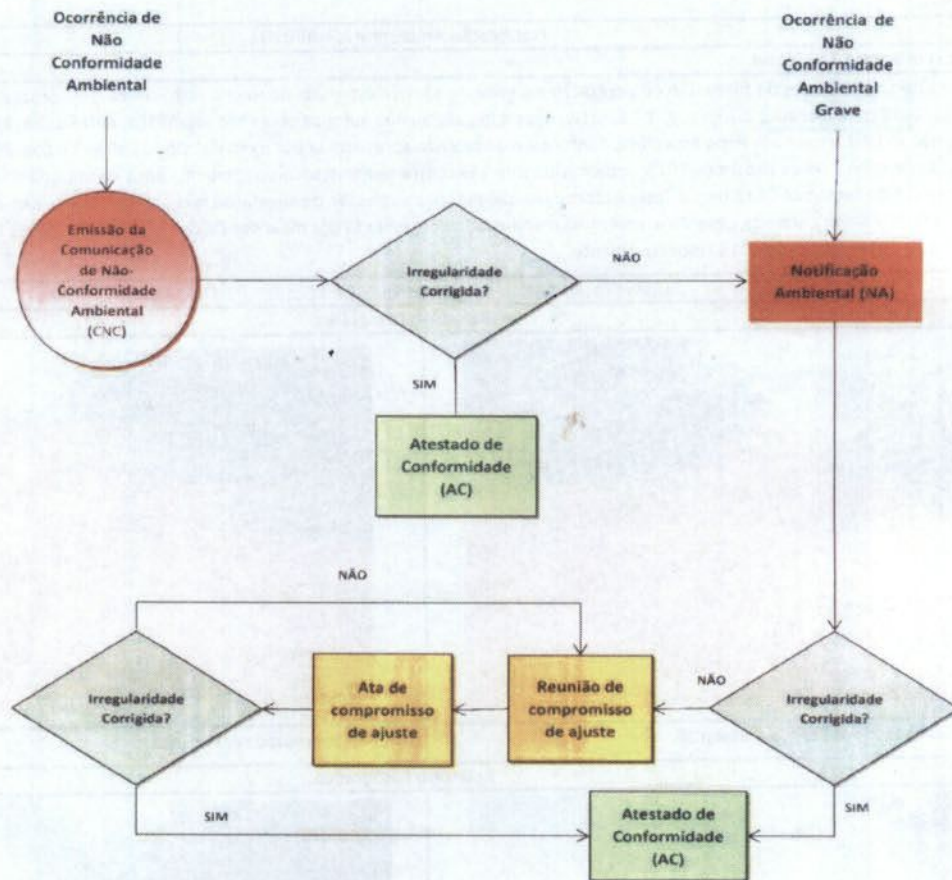 Ocorrência de
Não
Conformidade
Ambiental
Ocorrência de
Não
Conformidade
Ambiental
Grave
Emissão da
Comunicação
de Não-
Conformidade
Ambiental
(CNC)
Irregularidade
Corrigida?
NÃO
Notificação
Ambiental (NA)
SIM
Atestado de
Conformidade
(AC)
NÃO
Irregularidade
Corrigida?
Ata de
compromisso
de ajuste
Reunião de
compromisso
de ajuste
NÃO
Irregularidade
Corrigida?
SIM
Atestado de
Conformidade
(AC)
SIM